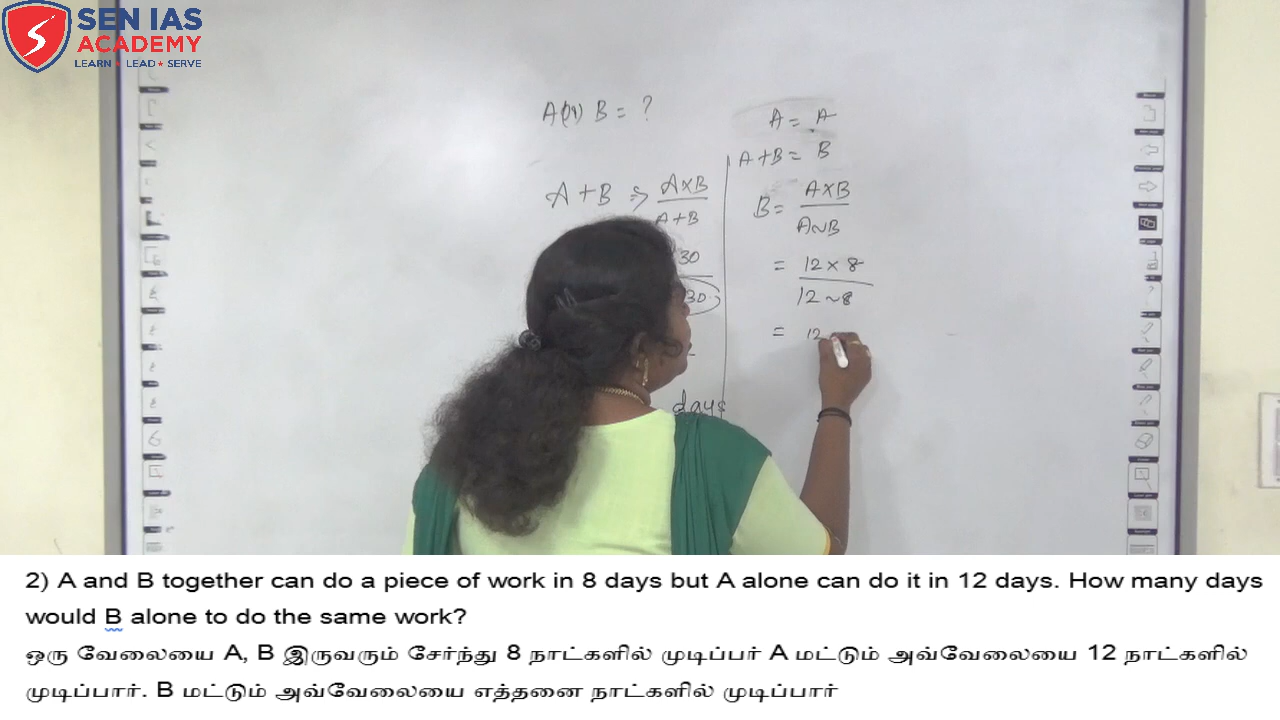 SEN IAS
ACADEMY
LEARN ★ LEAD ★ SERVE
A (or) B = ?
A + B ⇒ A×B / A+B
30
30
days
A = A
A + B = B
B = A×B / A~B
= 12 × 8 / 12 ~ 8
= 12
2) A and B together can do a piece of work in 8 days but A alone can do it in 12 days. How many days
would B alone to do the same work?
ஒரு வேலையை A, B இருவரும் சேர்ந்து 8 நாட்களில் முடிப்பர் A மட்டும் அவ்வேலையை 12 நாட்களில்
முடிப்பார். B மட்டும் அவ்வேலையை எத்தனை நாட்களில் முடிப்பார்